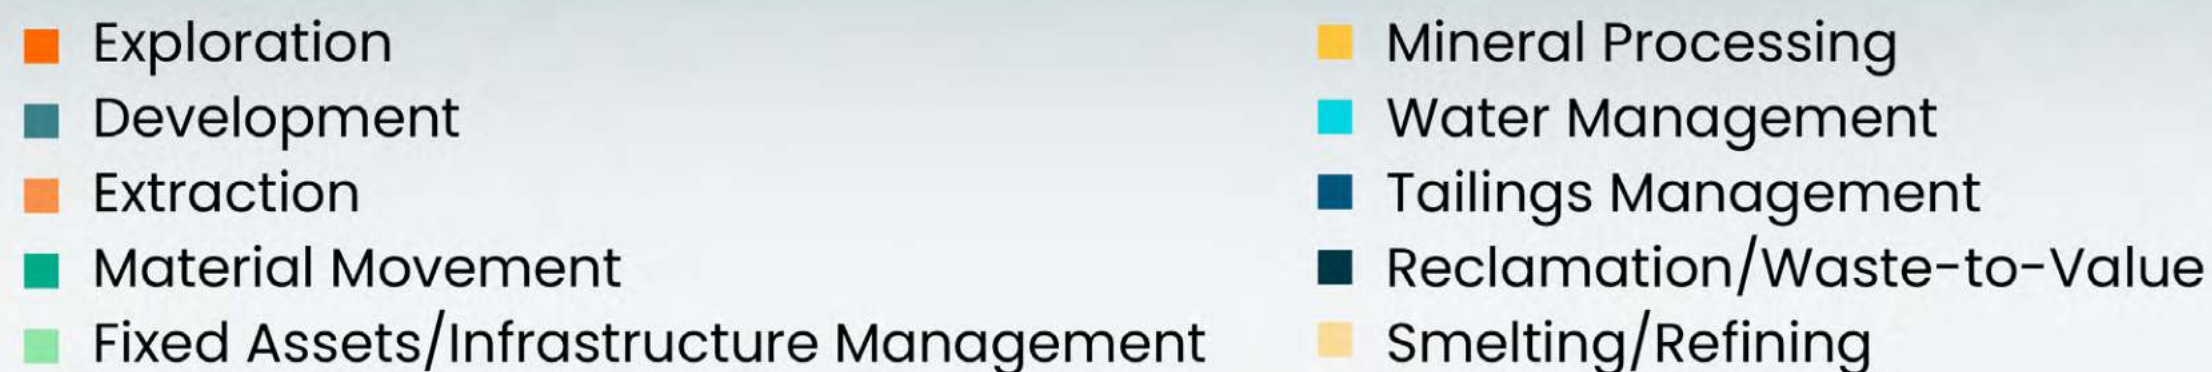 Exploration
Development
Extraction
Material Movement
Fixed Assets/Infrastructure Management
Mineral Processing
Water Management
Tailings Management
Reclamation/Waste-to-Value
Smelting/Refining